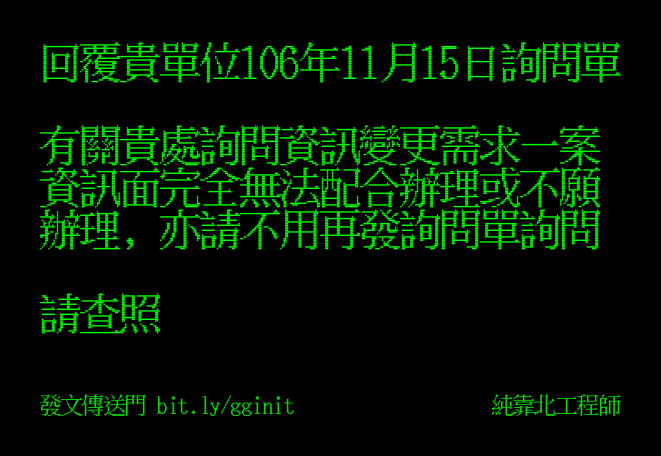 回覆貴單位106年11月15日詢問單
有關貴處詢問資訊變更需求一案
資訊面完全無法配合辦理或不願
辦理，亦請不用再發詢問單詢問
請查照
發文傳送門 bit.ly/gginit
純靠北工程師